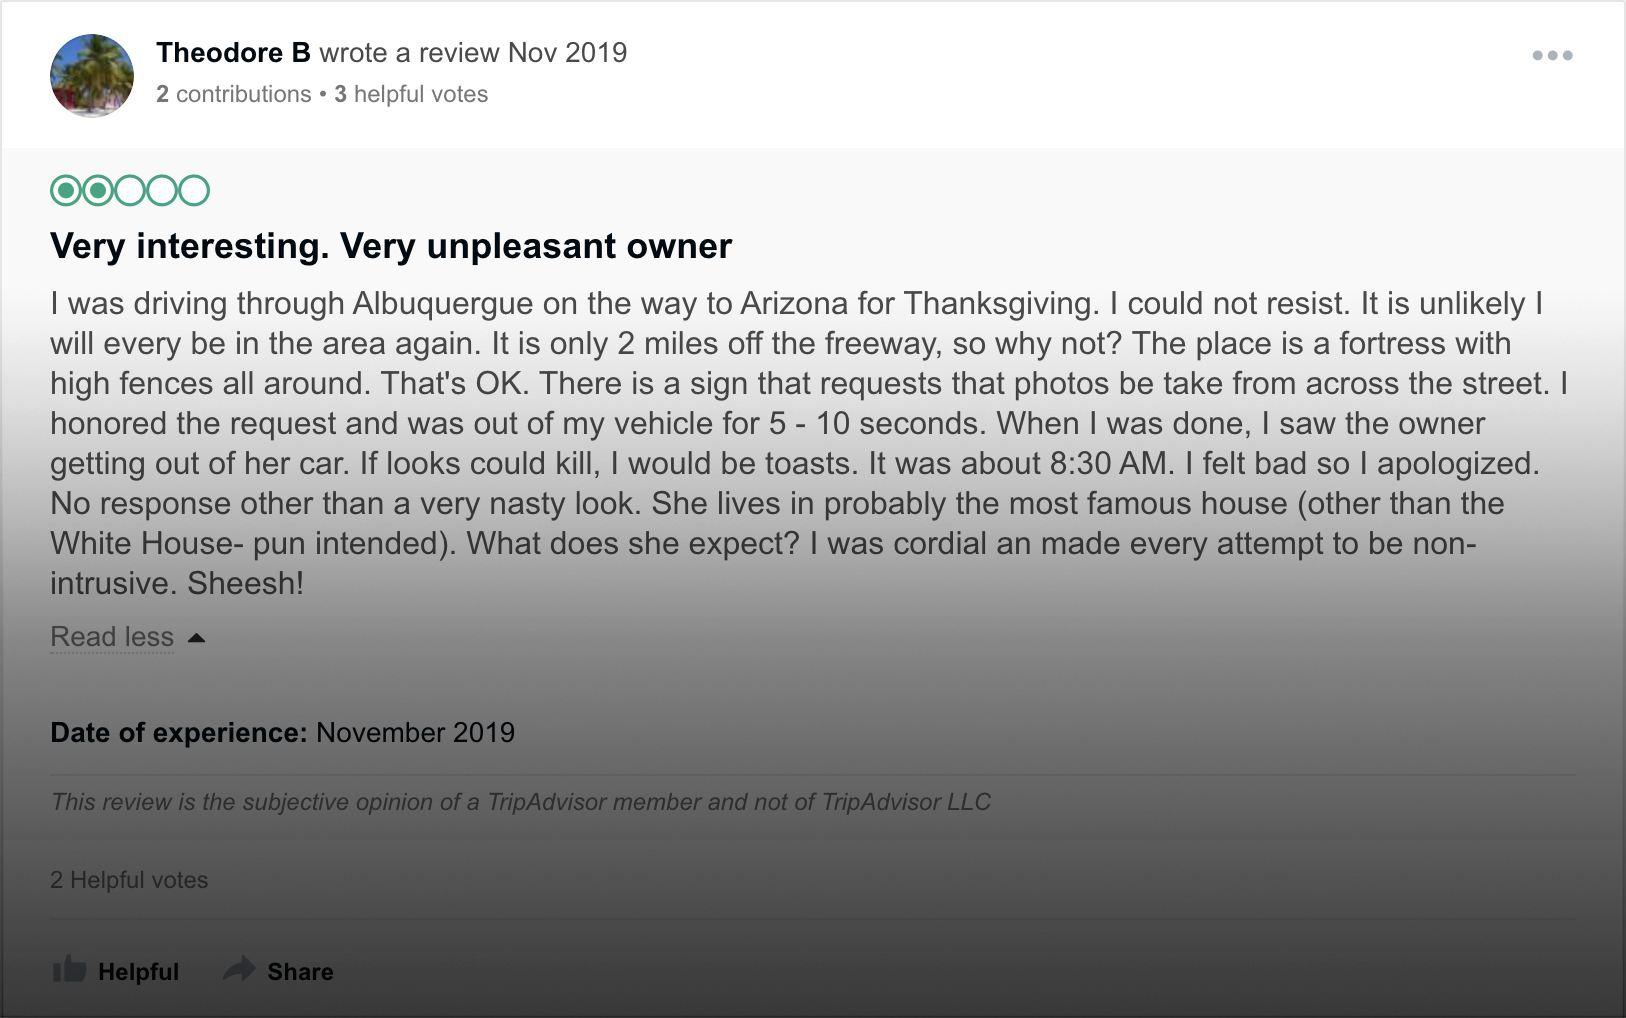 Theodore B wrote a review Nov 2019
2 contributions • 3 helpful votes
Very interesting. Very unpleasant owner
I was driving through Albuquergue on the way to Arizona for Thanksgiving. I could not resist. It is unlikely I
will every be in the area again. It is only 2 miles off the freeway, so why not? The place is a fortress with
high fences all around. That's OK. There is a sign that requests that photos be take from across the street. I
honored the request and was out of my vehicle for 5 - 10 seconds. When I was done, I saw the owner
getting out of her car. If looks could kill, I would be toasts. It was about 8:30 AM. I felt bad so I apologized.
No response other than a very nasty look. She lives in probably the most famous house (other than the
White House- pun intended). What does she expect? I was cordial an made every attempt to be non-
intrusive. Sheesh!
Read less
Date of experience: November 2019
This review is the subjective opinion of a TripAdvisor member and not of TripAdvisor LLC
2 Helpful votes
Helpful Share